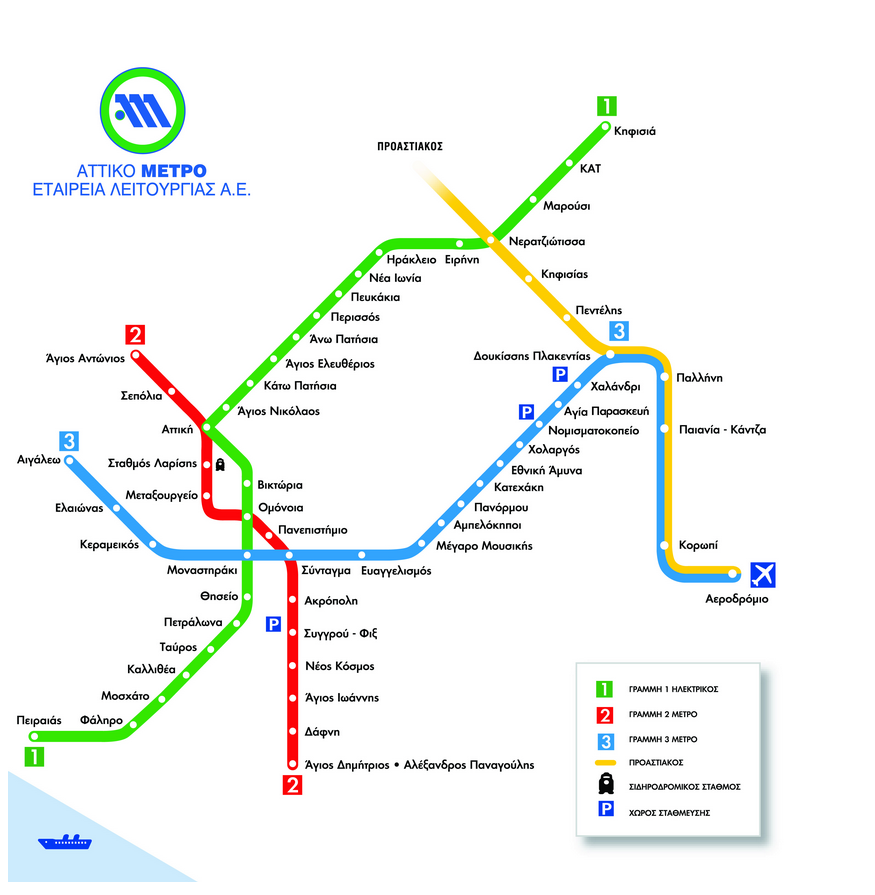 ΑΤΤΙΚΟ ΜΕΤΡΟ
ΕΤΑΙΡΕΙΑ ΛΕΙΤΟΥΡΓΙΑΣ Α.Ε.
ΠΡΟΑΣΤΙΑΚΟΣ
1
Κηφισιά
ΚΑΤ
Μαρούσι
Νερατζιώτισσα
Ηράκλειο
Ειρήνη
Νέα Ιωνία
Κηφισίας
Πευκάκια
Πεντέλης
Περισσός
2
3
Άνω Πατήσια
Άγιος Αντώνιος
Δουκίσσης Πλακεντίας
Άγιος Ελευθέριος
P
Παλλήνη
Κάτω Πατήσια
Χαλάνδρι
Σεπόλια
Άγιος Νικόλαος
P
Αγία Παρασκευή
Αττική
Νομισματοκοπείο
Παιανία - Κάντζα
3
Χολαργός
Αιγάλεω
Σταθμός Λαρίσης
Εθνική Άμυνα
Βικτώρια
Κατεχάκη
Μεταξουργείο
Ελαιώνας
Ομόνοια
Πανόρμου
Πανεπιστήμιο
Αμπελόκηποι
Κεραμεικός
Μέγαρο Μουσικής
Κορωπί
Μοναστηράκι
Σύνταγμα
Ευαγγελισμός
Θησείο
Ακρόπολη
Αεροδρόμιο
Πετράλωνα
P
Συγγρού - Φιξ
Ταύρος
Καλλιθέα
Νέος Κόσμος
Μοσχάτο
Άγιος Ιωάννης
Πειραιάς
Φάληρο
Δάφνη
1
Άγιος Δημήτριος • Αλέξανδρος Παναγούλης
2
1 ΓΡΑΜΜΗ 1 ΗΛΕΚΤΡΙΚΟΣ
2 ΓΡΑΜΜΗ 2 ΜΕΤΡΟ
3 ΓΡΑΜΜΗ 3 ΜΕΤΡΟ
ΠΡΟΑΣΤΙΑΚΟΣ
ΣΙΔΗΡΟΔΡΟΜΙΚΟΣ ΣΤΑΘΜΟΣ
P ΧΩΡΟΣ ΣΤΑΘΜΕΥΣΗΣ